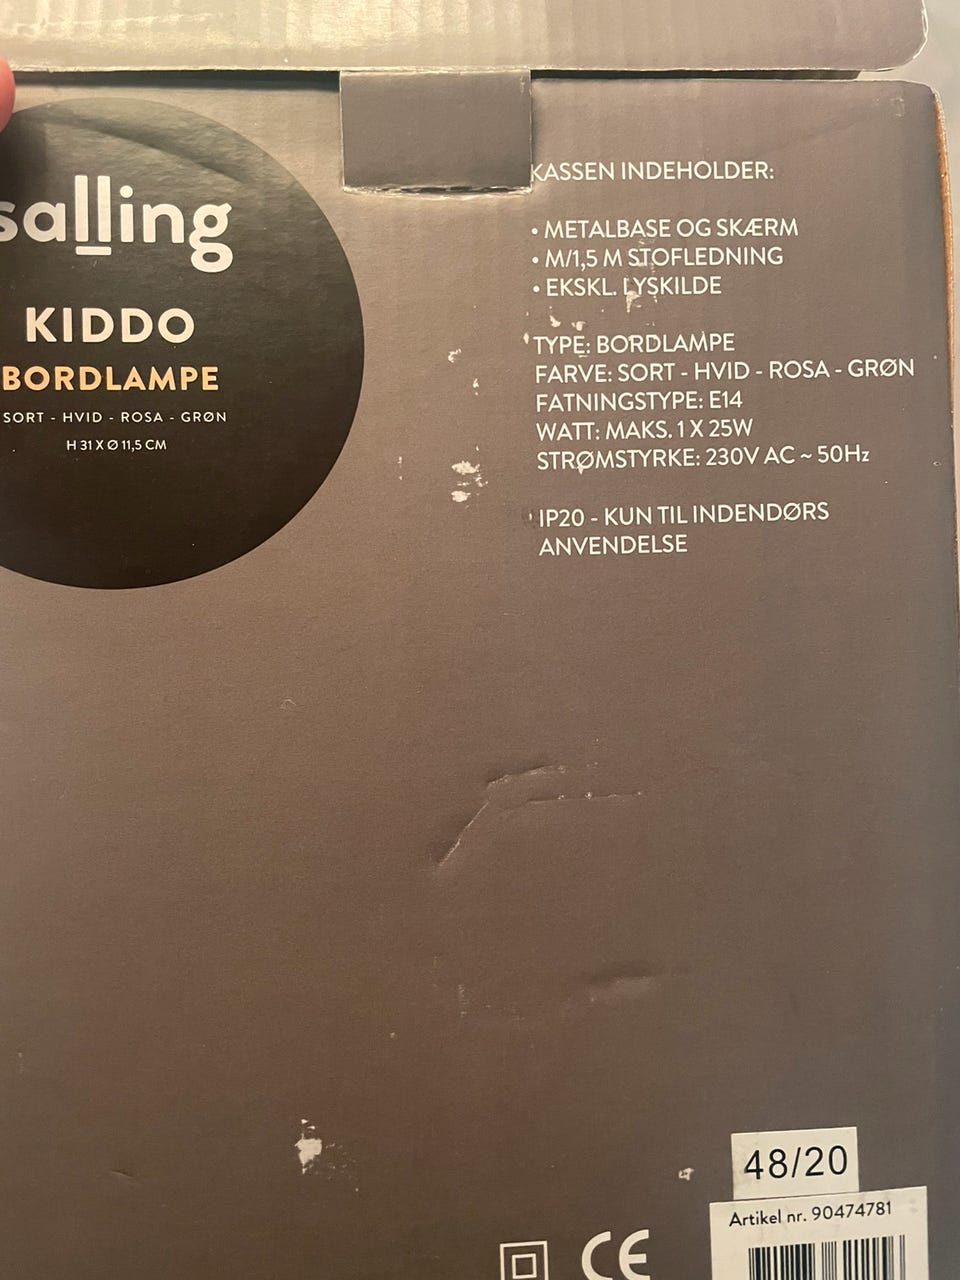 salling
KIDDO
BORDLAMPE
SORT - HVID - ROSA - GRØN
H 31 X Ø 11,5 CM
KASSEN INDEHOLDER:
• METALBASE OG SKÆRM
• M/1,5 M STOFLEDNING
• EKSKL. LYSKILDE
TYPE: BORDLAMPE
FARVE: SORT - HVID - ROSA - GRØN
FATNINGSTYPE: E14
WATT: MAKS. 1 X 25W
STRØMSTYRKE: 230V AC ~ 50Hz
IP20 - KUN TIL INDENDØRS
ANVENDELSE
48/20
Artikel nr. 90474781
CE